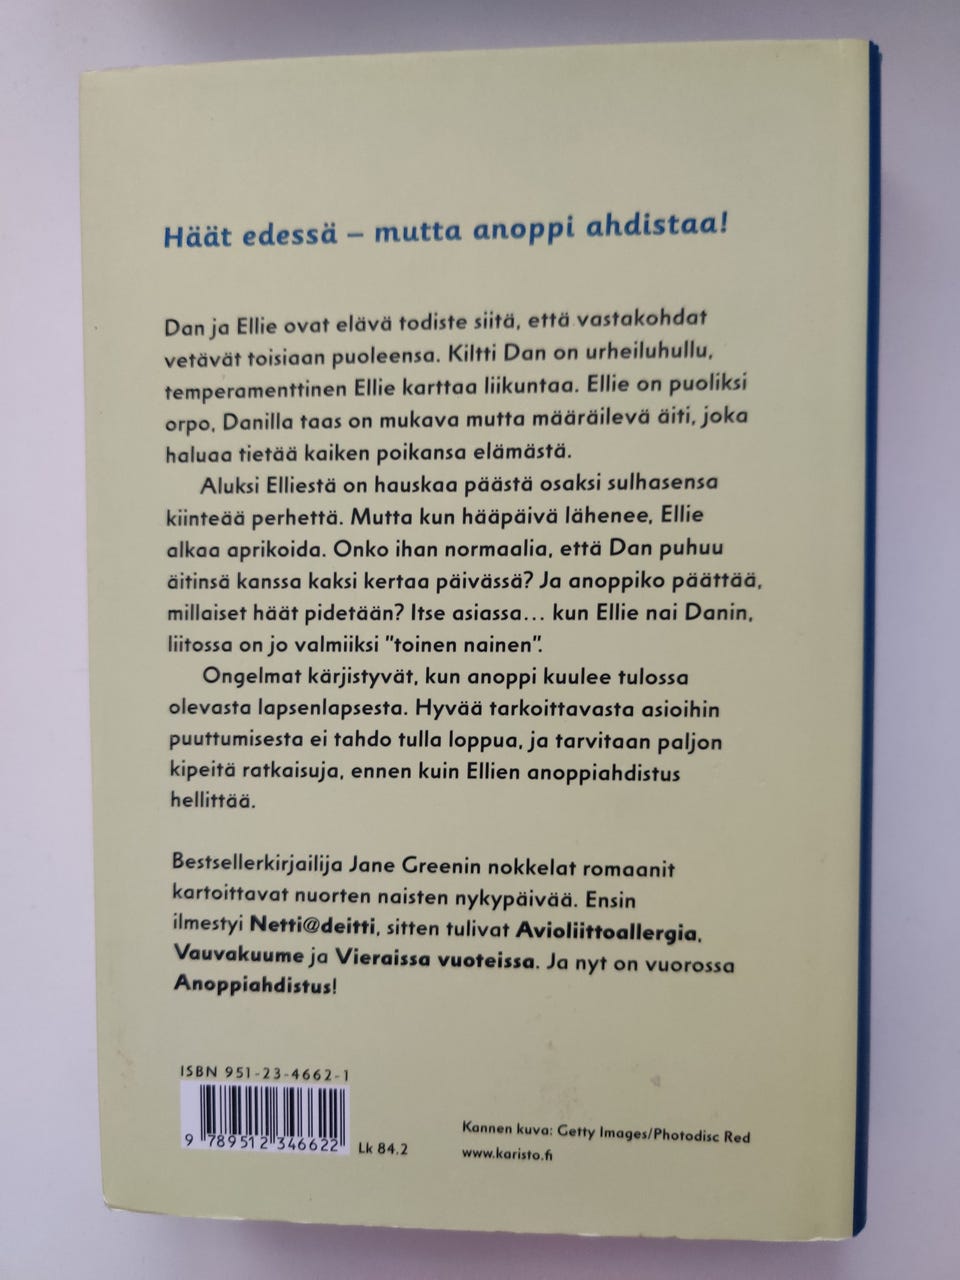 Häät edessä – mutta anoppi ahdistaa!
Dan ja Ellie ovat elävä todiste siitä, että vastakohdat
vetävät toisiaan puoleensa. Kiltti Dan on urheiluhullu,
temperamenttinen Ellie karttaa liikuntaa. Ellie on puoliksi
orpo, Danilla taas on mukava mutta määräilevä äiti, joka
haluaa tietää kaiken poikansa elämästä.
Aluksi Elliestä on hauskaa päästä osaksi sulhasensa
kiinteää perhettä. Mutta kun hääpäivä lähenee, Ellie
alkaa aprikoida. Onko ihan normaalia, että Dan puhuu
äitinsä kanssa kaksi kertaa päivässä? Ja anoppiko päättää,
millaiset häät pidetään? Itse asiassa... kun Ellie nai Danin,
liitossa on jo valmiiksi "toinen nainen".
Ongelmat kärjistyvät, kun anoppi kuulee tulossa
olevasta lapsenlapsesta. Hyvää tarkoittavasta asioihin
puuttumisesta ei tahdo tulla loppua, ja tarvitaan paljon
kipeitä ratkaisuja, ennen kuin Ellien anoppiahdistus
hellittää.
Bestsellerkirjailija Jane Greenin nokkelat romaanit
kartoittavat nuorten naisten nykypäivää. Ensin
ilmestyi Netti@deitti, sitten tulivat Avioliittoallergia,
Vauvakuume ja Vieraissa vuoteissa. Ja nyt on vuorossa
Anoppiahdistus!
ISBN 951-23-4662-1
9 789512 346622
Lk 84.2
Kannen kuva: Getty Images/Photodisc Red
www.karisto.fi